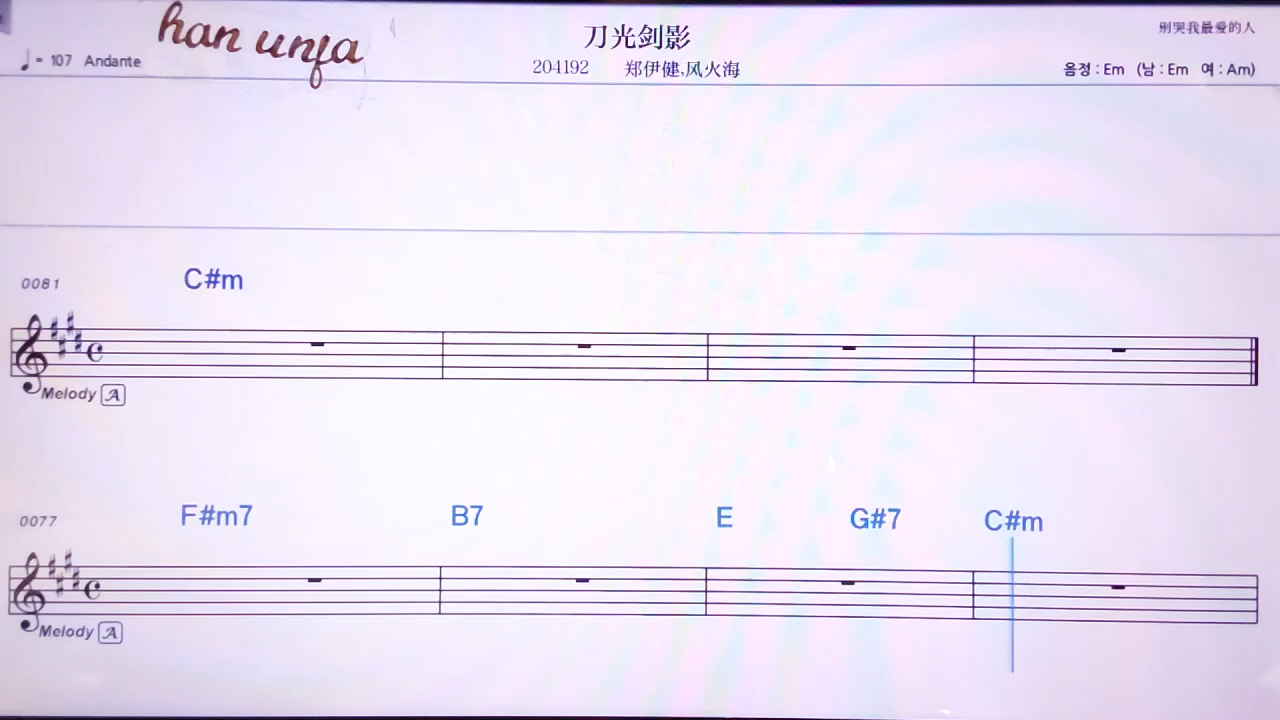 han unfa
刀光剑影
别哭我最爱的人
♩= 107 Andante
204192 郑伊健,风火海
음정 : Em (남 : Em 여 : Am)
0081 C#m
Melody A
0077 F#m7 B7 E G#7 C#m
Melody A